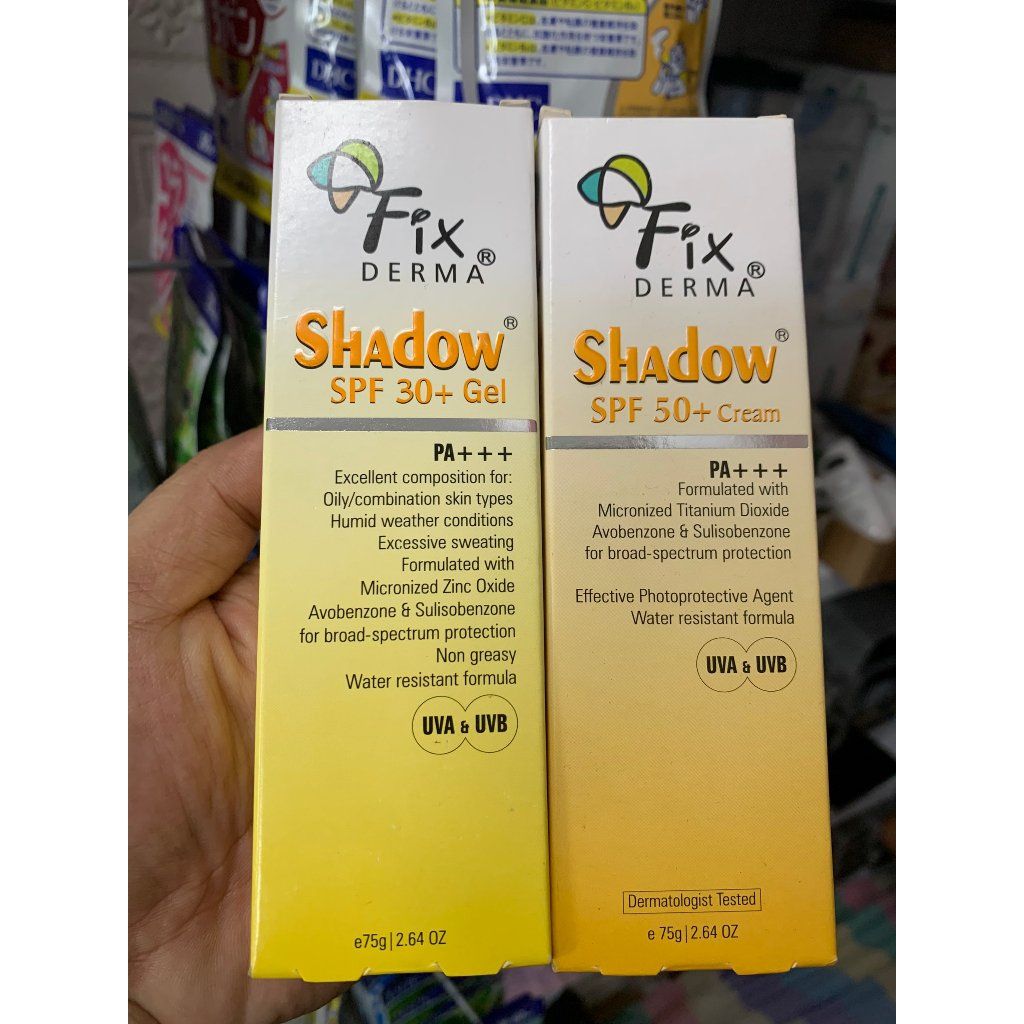 DHC
DHC
Fix
DERMA®
Shadow®
SPF 30+ Gel
PA+++
Excellent composition for:
Oily/combination skin types
Humid weather conditions
Excessive sweating
Formulated with
Micronized Zinc Oxide
Avobenzone & Sulisobenzone
for broad-spectrum protection
Non greasy
Water resistant formula
UVA & UVB
e75g|2.64 OZ
Fix
DERMA®
Shadow®
SPF 50+ Cream
PA+++
Formulated with
Micronized Titanium Dioxide
Avobenzone & Sulisobenzone
for broad-spectrum protection
Effective Photoprotective Agent
Water resistant formula
UVA & UVB
Dermatologist Tested
e 75g|2.64 OZ